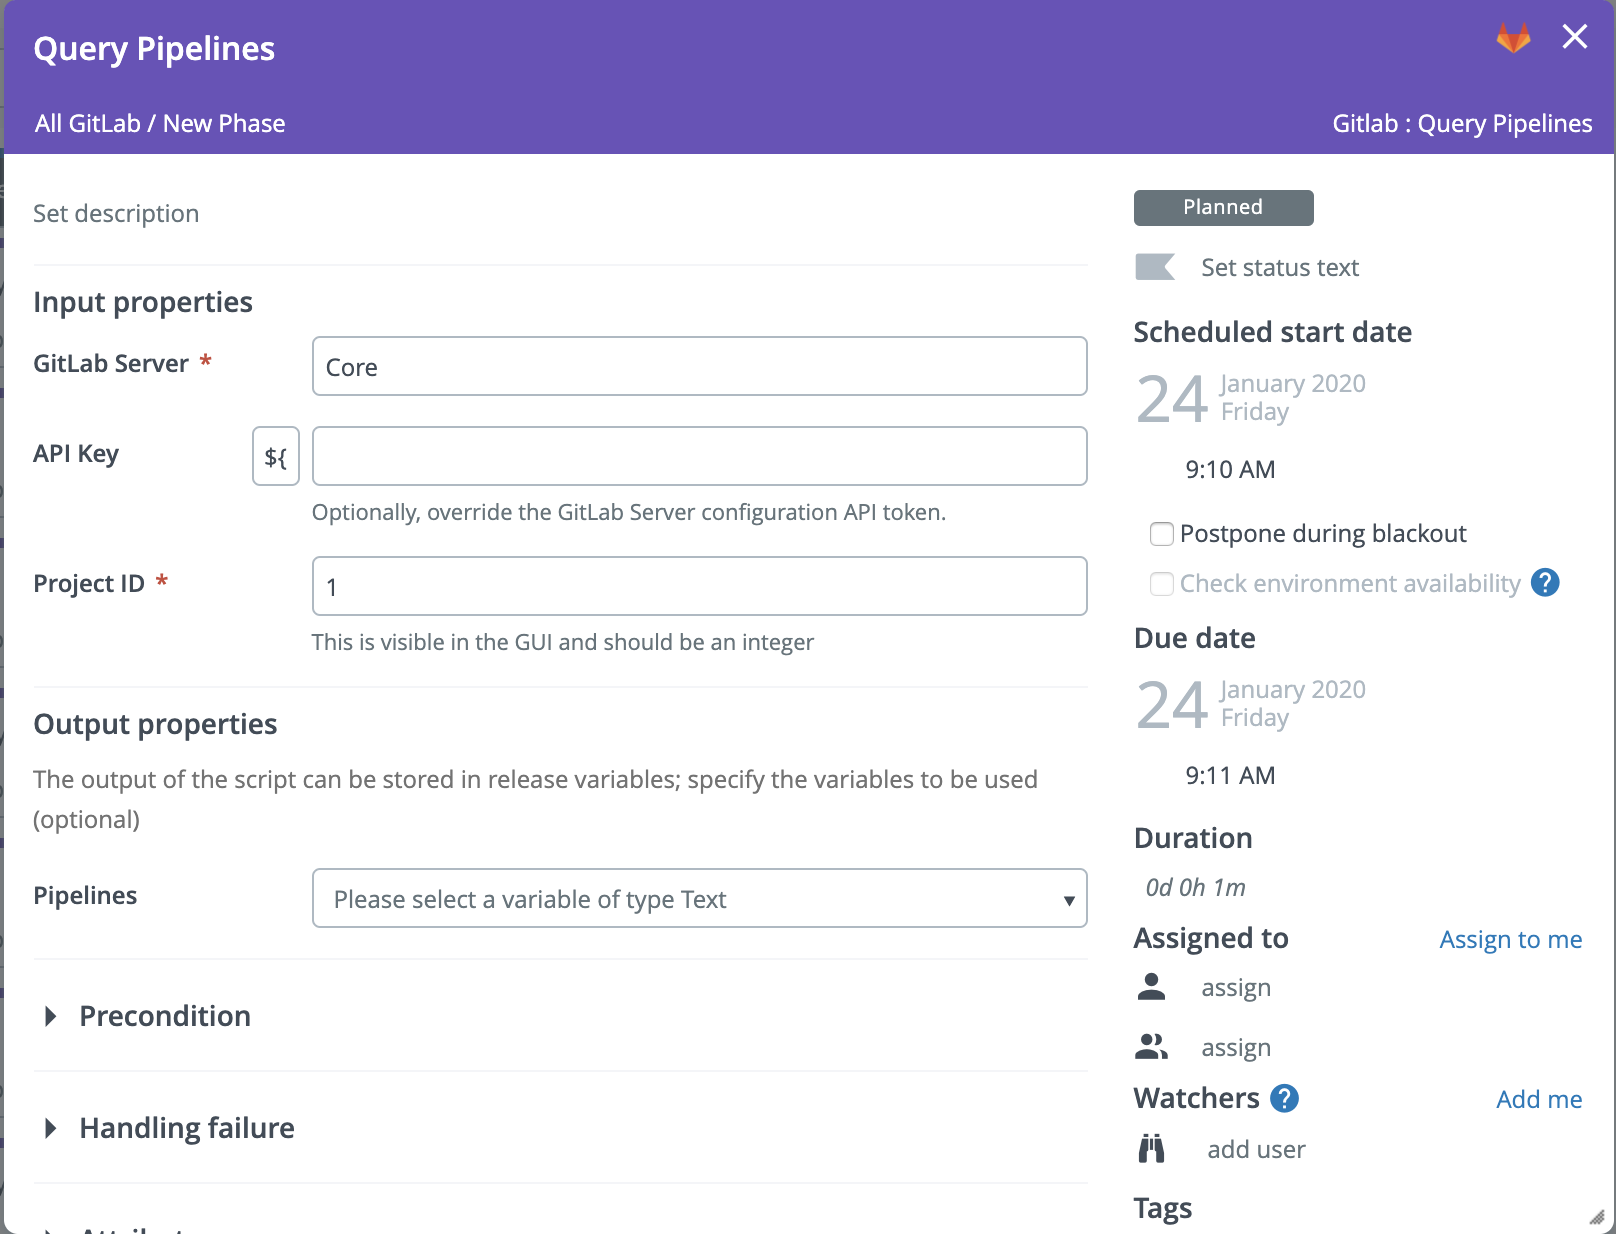 Query Pipelines
All GitLab / New Phase
Gitlab : Query Pipelines
Set description
Input properties
GitLab Server *
Core
API Key
${
Optionally, override the GitLab Server configuration API token.
Project ID *
1
This is visible in the GUI and should be an integer
Output properties
The output of the script can be stored in release variables; specify the variables to be used
(optional)
Pipelines
Please select a variable of type Text
Precondition
Handling failure
Planned
Set status text
Scheduled start date
24
January 2020
Friday
9:10 AM
Postpone during blackout
Check environment availability ?
Due date
24
January 2020
Friday
9:11 AM
Duration
0d 0h 1m
Assigned to
Assign to me
assign
assign
Watchers ?
Add me
add user
Tags